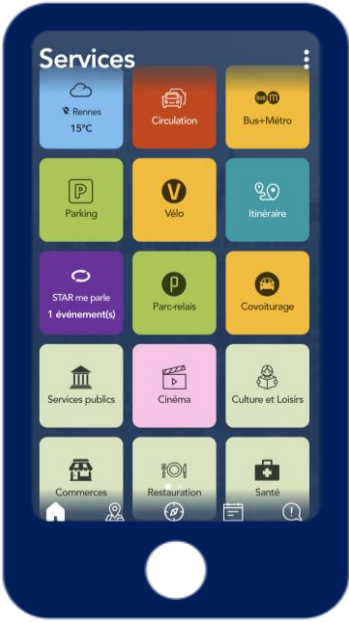 Services
Rennes
15°C
Circulation
bus m
Bus+Métro
P
Parking
V
Vélo
Itinéraire
STAR me parle
1 événement(s)
P
Parc-relais
Covoiturage
Services publics
Cinéma
Culture et Loisirs
Commerces
Restauration
Santé